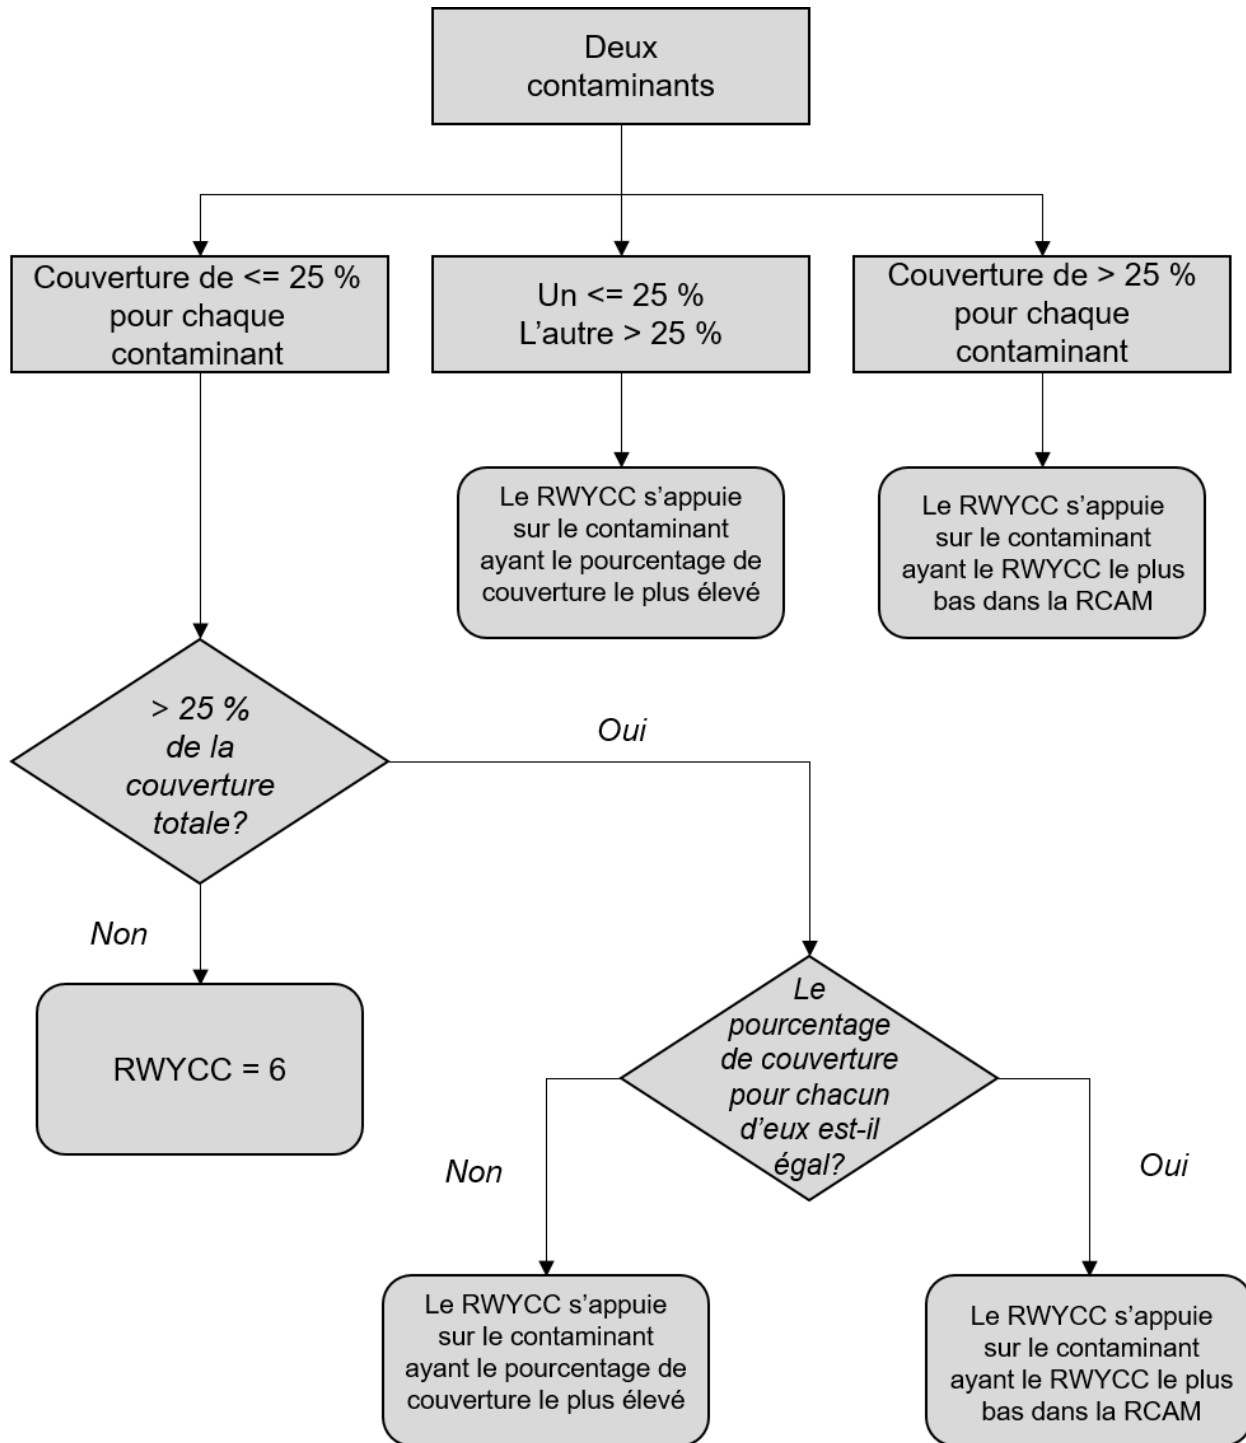 Deux
contaminants
Couverture de <= 25 %
pour chaque
contaminant
Un <= 25 %
L'autre > 25 %
Couverture de > 25 %
pour chaque
contaminant
Le RWYCC s'appuie
sur le contaminant
ayant le pourcentage de
couverture le plus élevé
Le RWYCC s'appuie
sur le contaminant
ayant le RWYCC le plus
bas dans la RCAM
> 25 %
de la
couverture
totale?
Oui
Non
RWYCC = 6
Le
pourcentage
de couverture
pour chacun
d'eux est-il
égal?
Non
Oui
Le RWYCC s'appuie
sur le contaminant
ayant le pourcentage de
couverture le plus élevé
Le RWYCC s'appuie
sur le contaminant
ayant le RWYCC le plus
bas dans la RCAM